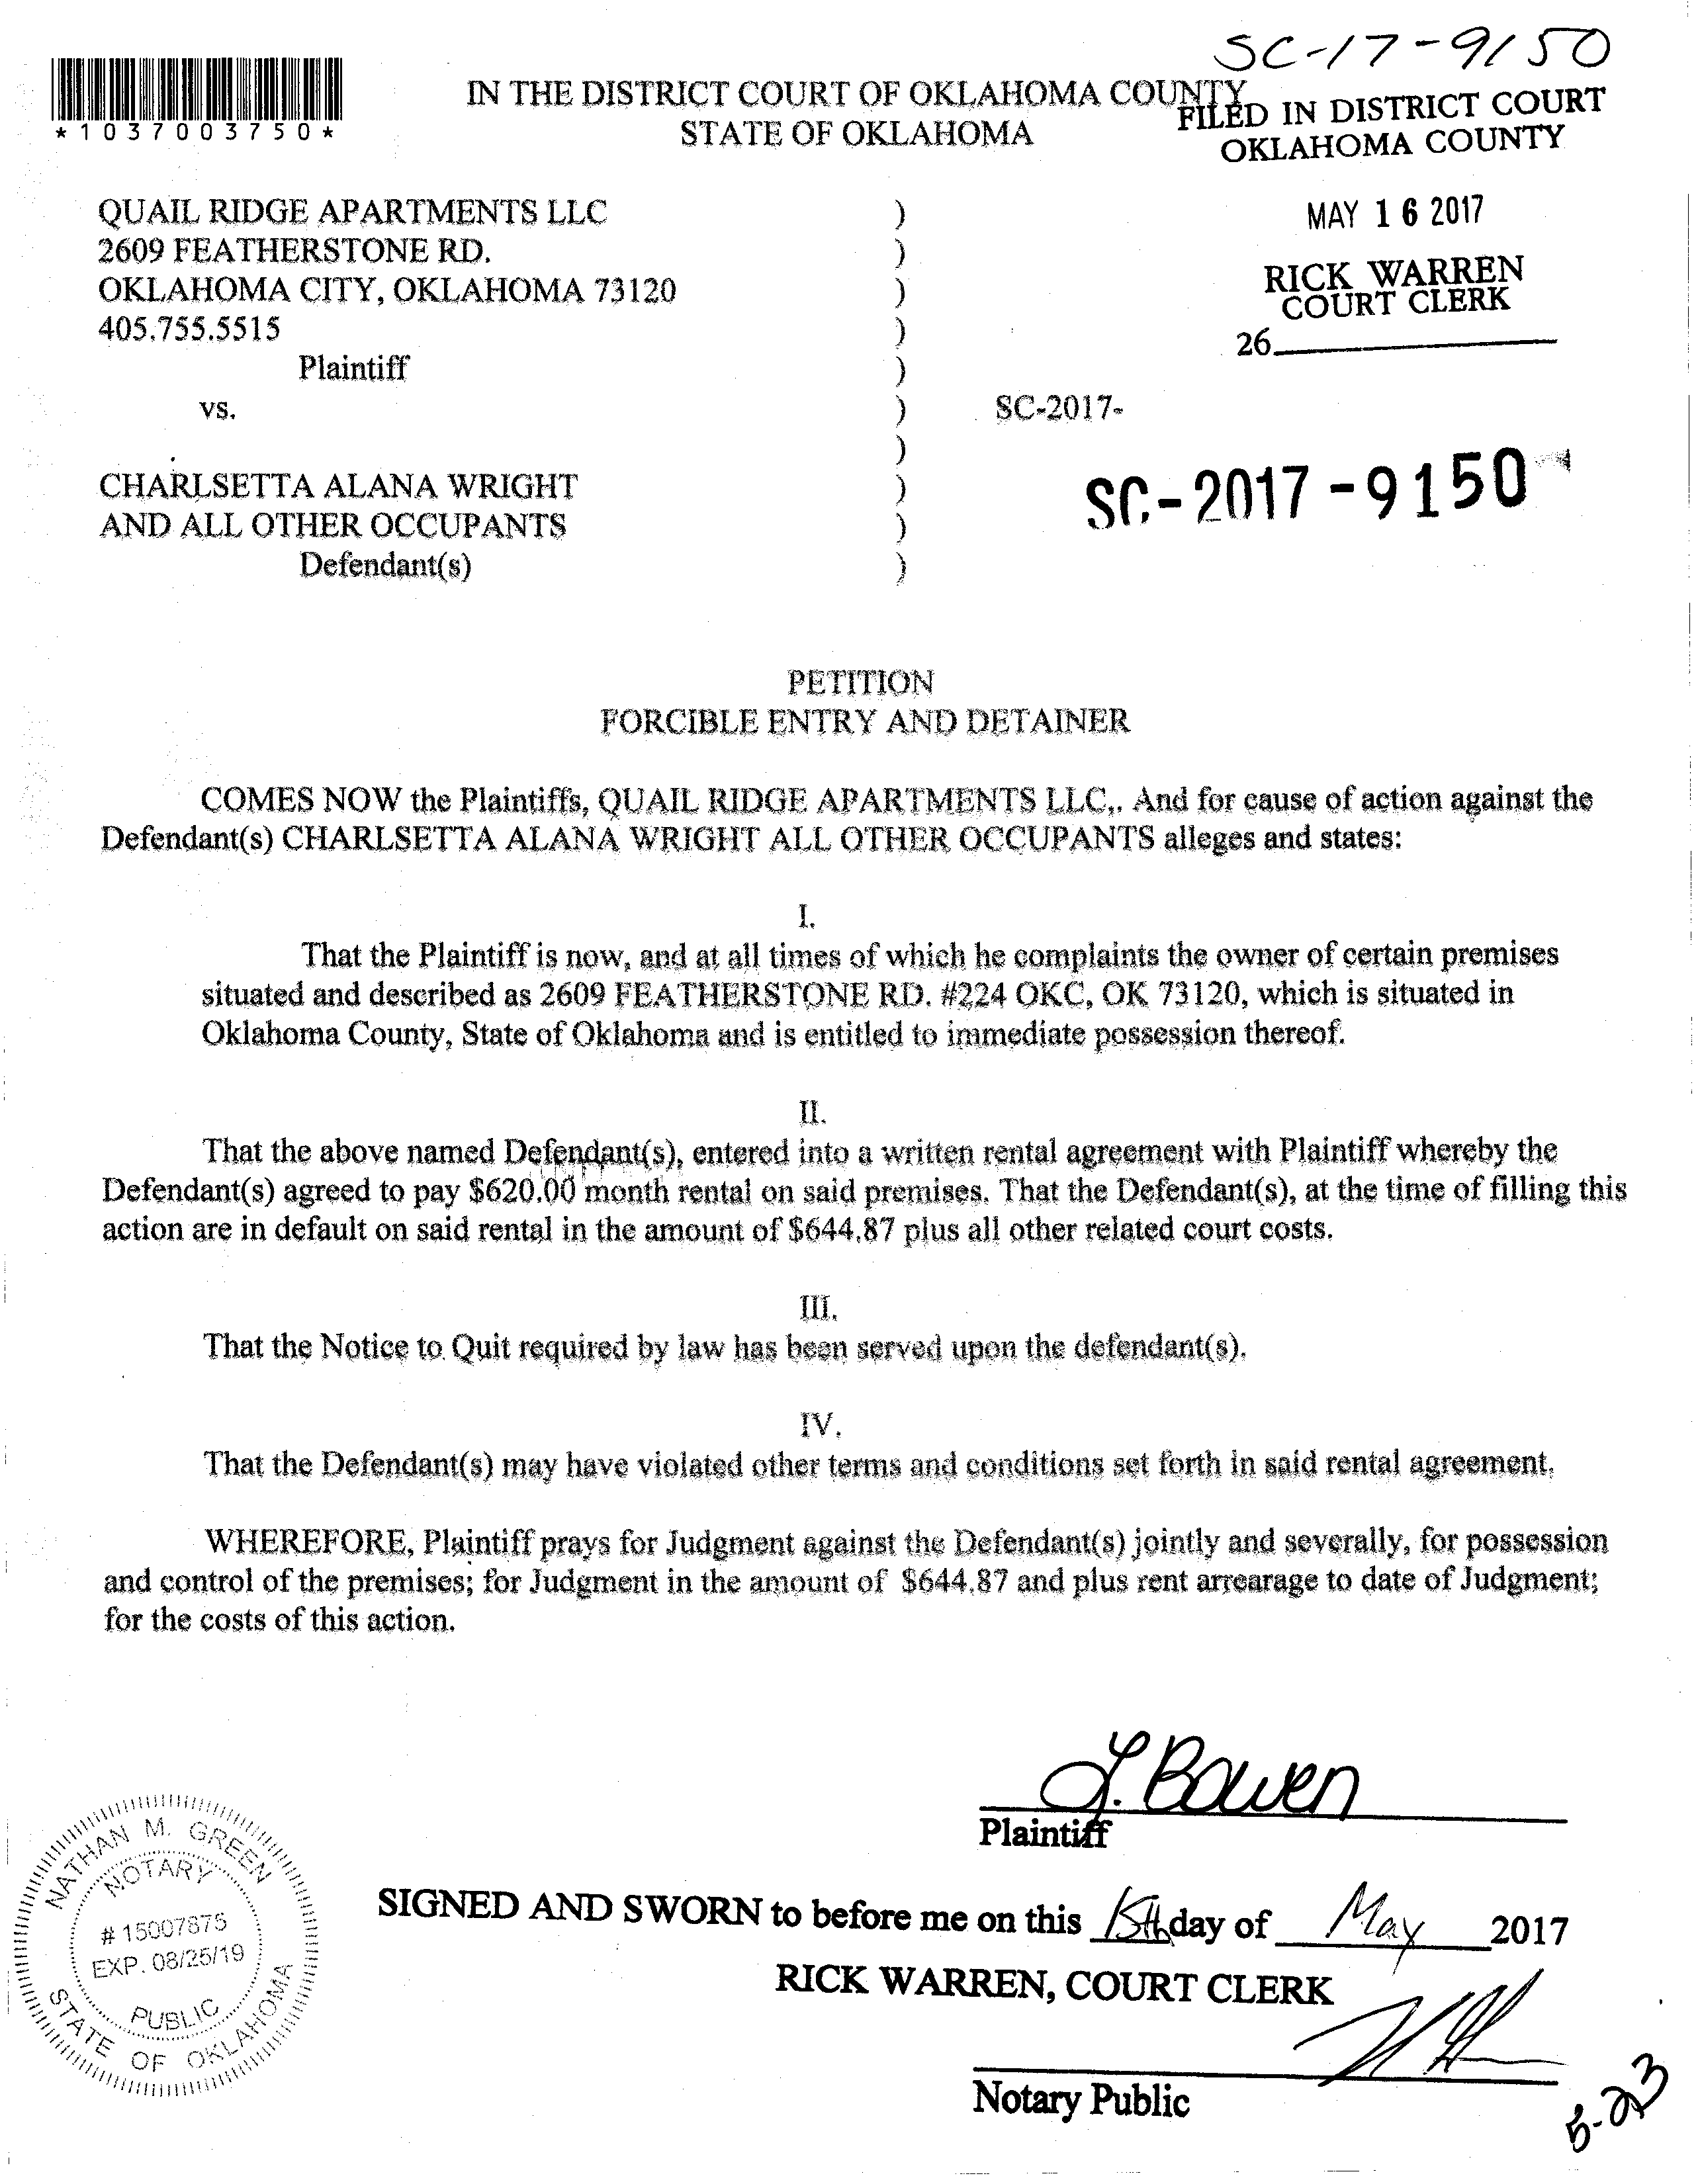 SC-17-9150
*1037003750*
IN THE DISTRICT COURT OF OKLAHOMA COUNTY
STATE OF OKLAHOMA
FILED IN DISTRICT COURT
OKLAHOMA COUNTY
MAY 16 2017
RICK WARREN
COURT CLERK
26
QUAIL RIDGE APARTMENTS LLC )
2609 FEATHERSTONE RD. )
OKLAHOMA CITY, OKLAHOMA 73120 )
405.755.5515 )
Plaintiff )
vs. ) SC-2017-
)
CHARLSETTA ALANA WRIGHT ) SC-2017-9150
AND ALL OTHER OCCUPANTS )
Defendant(s) )
PETITION
FORCIBLE ENTRY AND DETAINER
COMES NOW the Plaintiffs, QUAIL RIDGE APARTMENTS LLC,. And for cause of action against the
Defendant(s) CHARLSETTA ALANA WRIGHT ALL OTHER OCCUPANTS alleges and states:
I.
That the Plaintiff is now, and at all times of which he complaints the owner of certain premises
situated and described as 2609 FEATHERSTONE RD. #224 OKC, OK 73120, which is situated in
Oklahoma County, State of Oklahoma and is entitled to immediate possession thereof.
II.
That the above named Defendant(s), entered into a written rental agreement with Plaintiff whereby the
Defendant(s) agreed to pay $620.00 month rental on said premises. That the Defendant(s), at the time of filling this
action are in default on said rental in the amount of $644.87 plus all other related court costs.
III.
That the Notice to Quit required by law has been served upon the defendant(s).
IV.
That the Defendant(s) may have violated other terms and conditions set forth in said rental agreement.
WHEREFORE, Plaintiff prays for Judgment against the Defendant(s) jointly and severally, for possession
and control of the premises; for Judgment in the amount of $644.87 and plus rent arrearage to date of Judgment;
for the costs of this action.
Bowen
Plaintiff
SIGNED AND SWORN to before me on this 15th day of May 2017
RICK WARREN, COURT CLERK
Notary Public
5-23
NATHAN M. GREEN
NOTARY
# 15007875
EXP. 08/25/19
PUBLIC
STATE OF OKLAHOMA